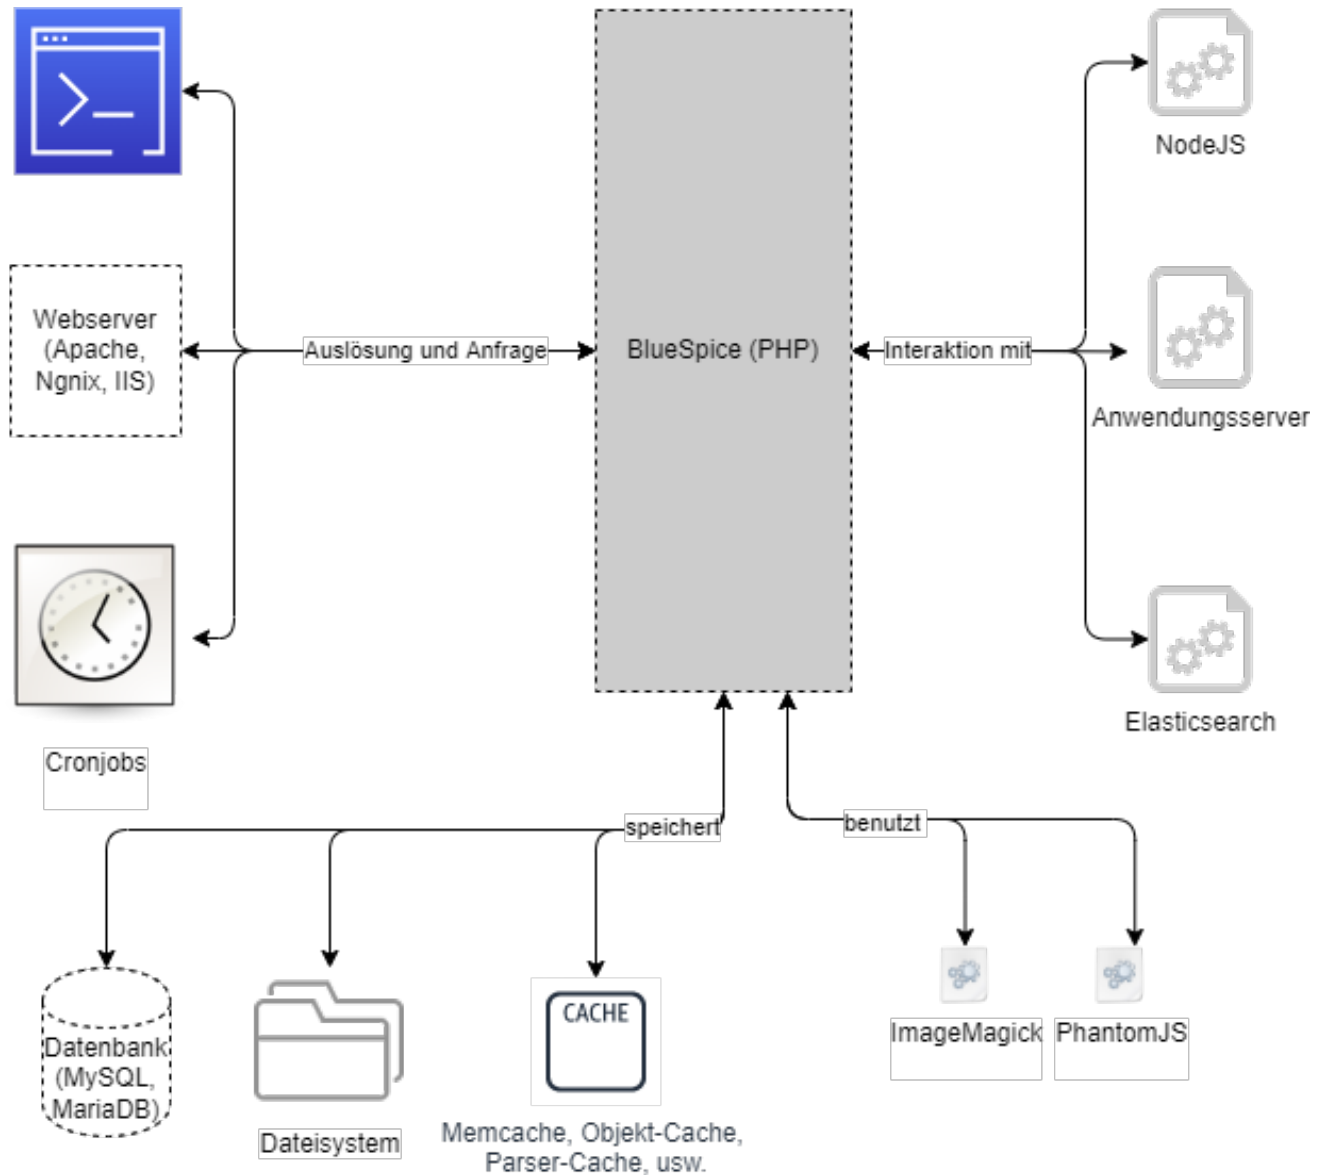 NodeJS
Webserver
(Apache,
Ngnix, IIS)
Auslösung und Anfrage
BlueSpice (PHP)
Interaktion mit
Anwendungsserver
Elasticsearch
Cronjobs
speichert
benutzt
Datenbank
(MySQL,
MariaDB)
Dateisystem
CACHE
Memcache, Objekt-Cache,
Parser-Cache, usw.
ImageMagick
PhantomJS